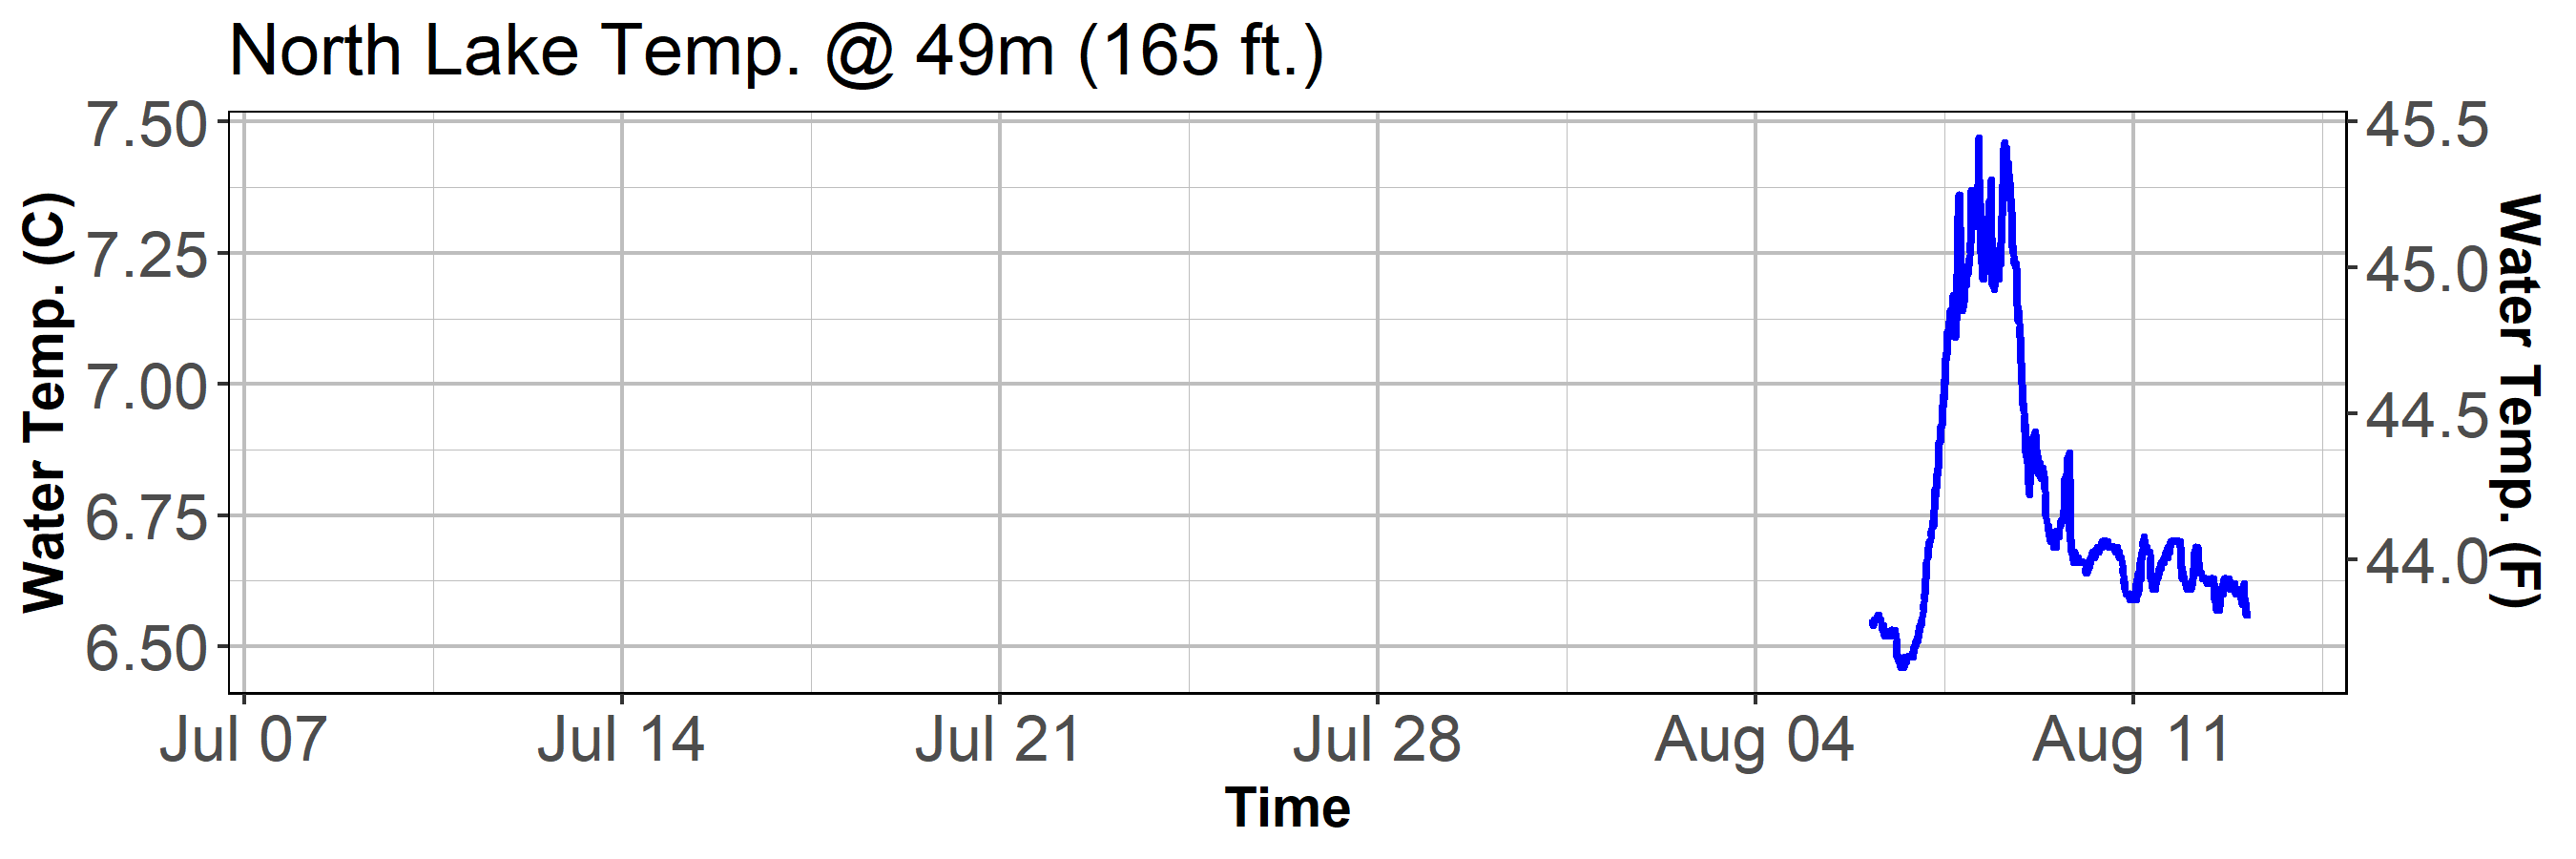 North Lake Temp. @ 49m (165 ft.)
7.50
7.25
7.00
6.75
6.50
Water Temp. (C)
45.5
45.0
44.5
44.0
Water Temp. (F)
Jul 07
Jul 14
Jul 21
Jul 28
Aug 04
Aug 11
Time